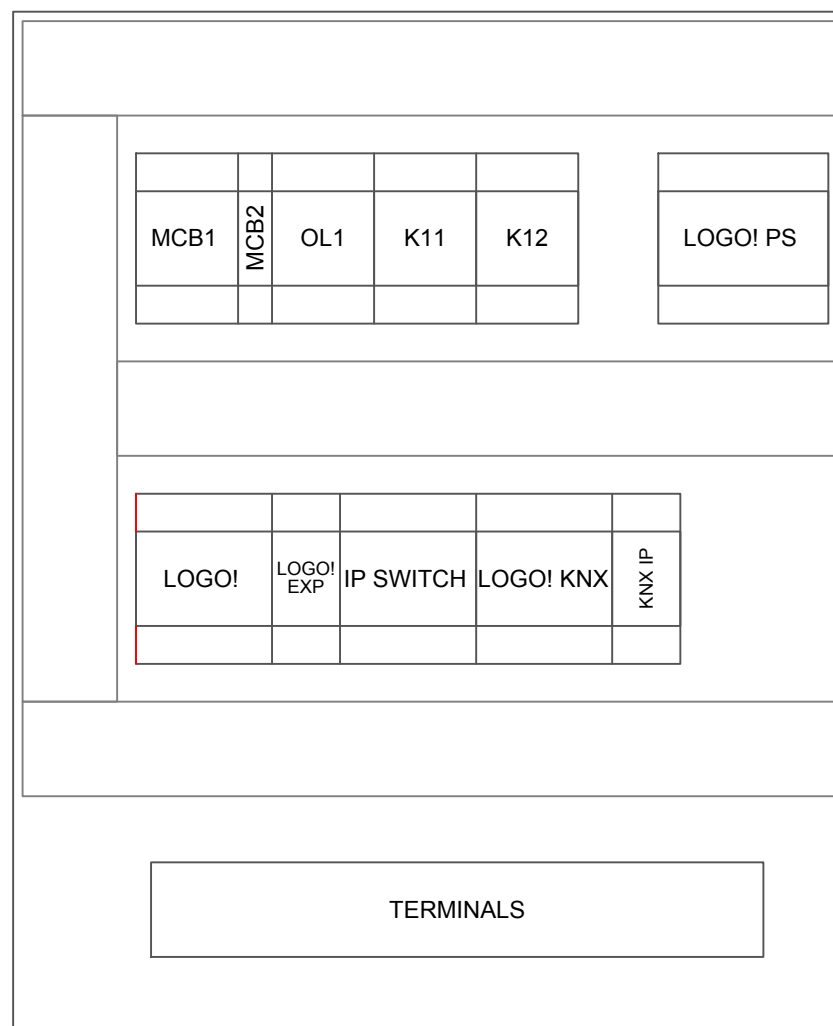 MCB1
MCB2
OL1
K11
K12
LOGO! PS
LOGO!
LOGO!
EXP
IP SWITCH
LOGO! KNX
KNX IP
TERMINALS